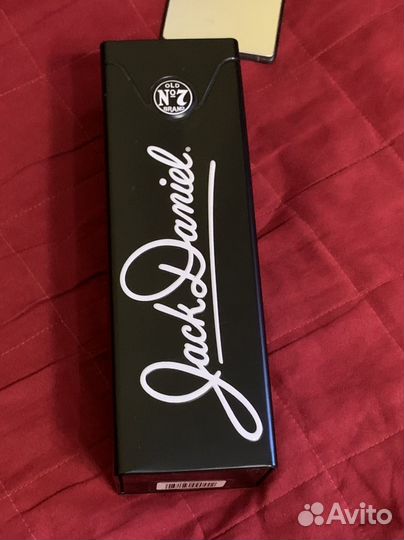 OLD
Nº7
BRAND
Jack Daniel.
Avito